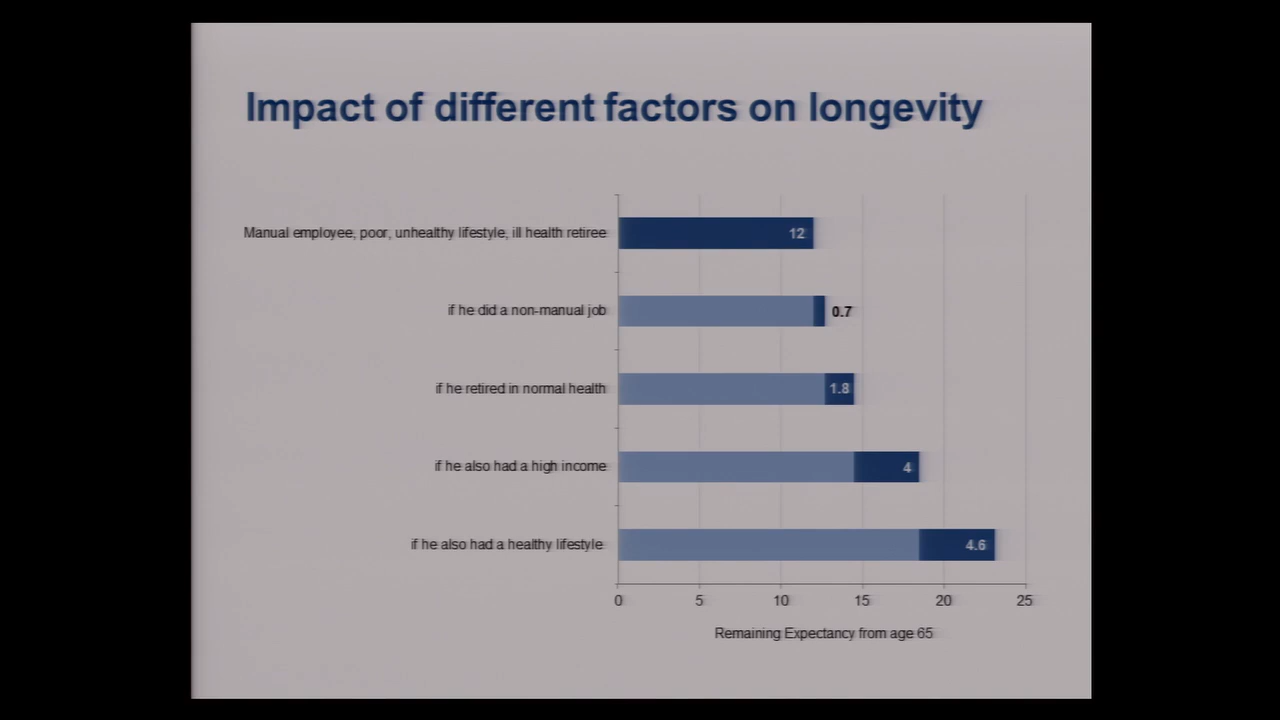 Impact of different factors on longevity
Manual employee, poor, unhealthy lifestyle, ill health retiree
12
if he did a non-manual job
0.7
if he retired in normal health
1.8
if he also had a high income
4
if he also had a healthy lifestyle
4.6
0 5 10 15 20 25
Remaining Expectancy from age 65